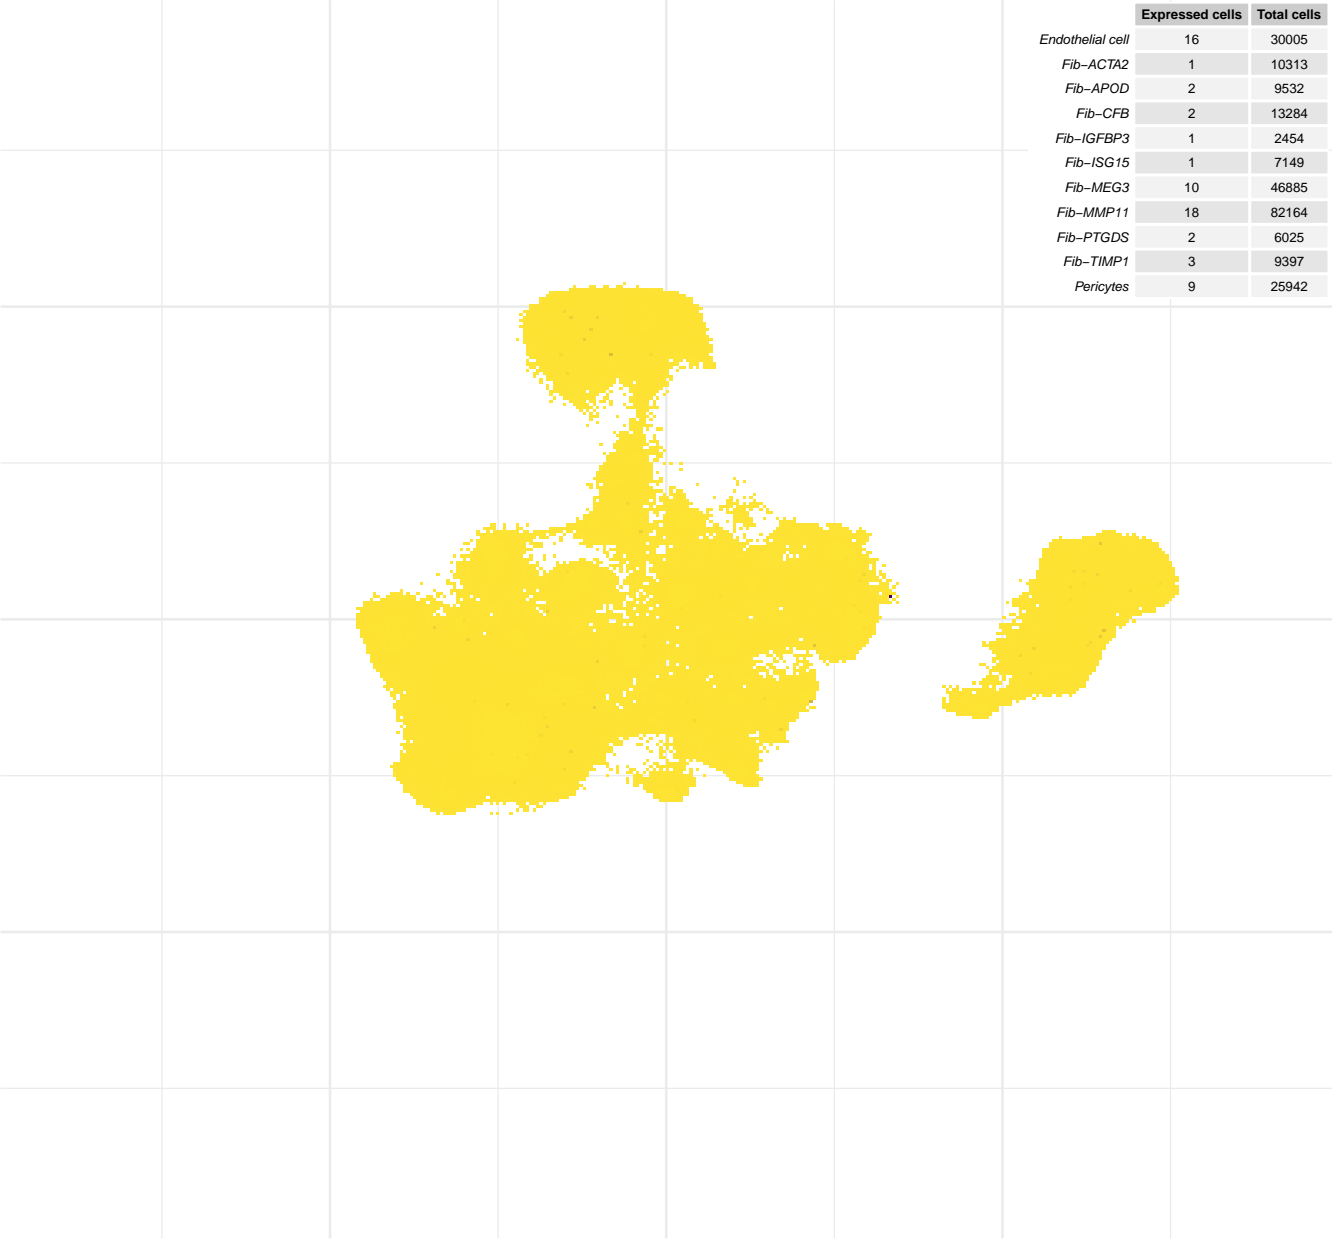 Expressed cells Total cells
Endothelial cell 16 30005
Fib−ACTA2 1 10313
Fib−APOD 2 9532
Fib−CFB 2 13284
Fib−IGFBP3 1 2454
Fib−ISG15 1 7149
Fib−MEG3 10 46885
Fib−MMP11 18 82164
Fib−PTGDS 2 6025
Fib−TIMP1 3 9397
Pericytes 9 25942